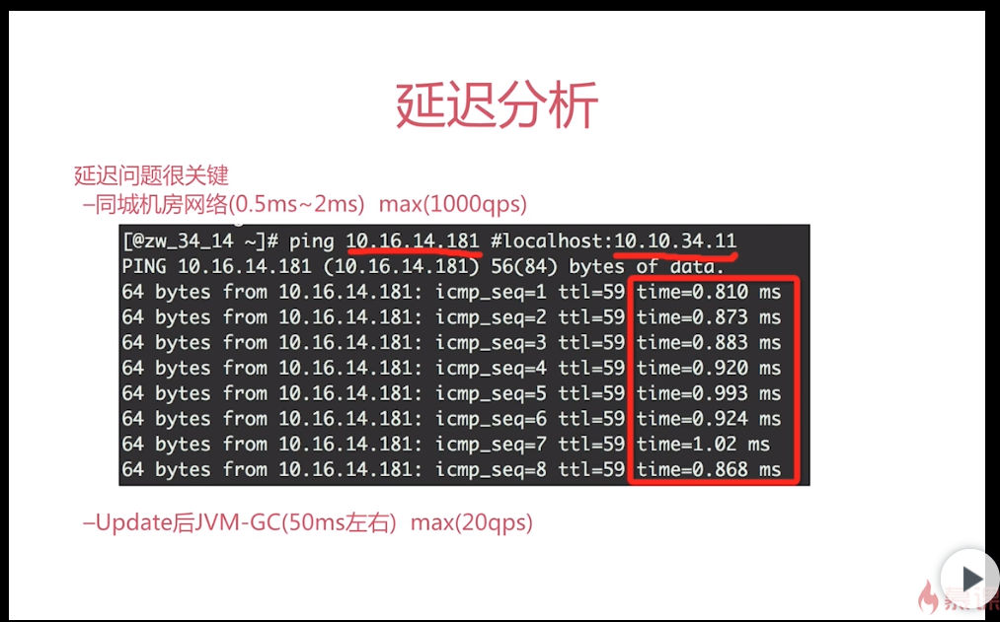 延迟分析
延迟问题很关键
–同城机房网络(0.5ms~2ms) max(1000qps)
[@zw_34_14 ~]# ping 10.16.14.181 #localhost:10.10.34.11
PING 10.16.14.181 (10.16.14.181) 56(84) bytes of data.
64 bytes from 10.16.14.181: icmp_seq=1 ttl=59 time=0.810 ms
64 bytes from 10.16.14.181: icmp_seq=2 ttl=59 time=0.873 ms
64 bytes from 10.16.14.181: icmp_seq=3 ttl=59 time=0.883 ms
64 bytes from 10.16.14.181: icmp_seq=4 ttl=59 time=0.920 ms
64 bytes from 10.16.14.181: icmp_seq=5 ttl=59 time=0.993 ms
64 bytes from 10.16.14.181: icmp_seq=6 ttl=59 time=0.924 ms
64 bytes from 10.16.14.181: icmp_seq=7 ttl=59 time=1.02 ms
64 bytes from 10.16.14.181: icmp_seq=8 ttl=59 time=0.868 ms
–Update后JVM-GC(50ms左右) max(20qps)